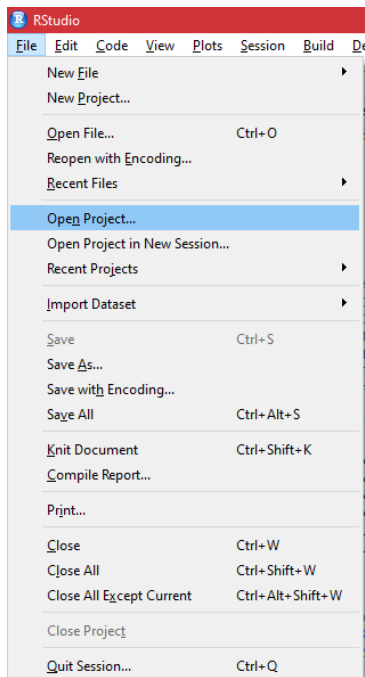 RStudio
File Edit Code View Plots Session Build
New File
New Project...
Open File... Ctrl+O
Reopen with Encoding...
Recent Files
Open Project...
Open Project in New Session...
Recent Projects
Import Dataset
Save Ctrl+S
Save As...
Save with Encoding...
Save All Ctrl+Alt+S
Knit Document Ctrl+Shift+K
Compile Report...
Print...
Close Ctrl+W
Close All Ctrl+Shift+W
Close All Except Current Ctrl+Alt+Shift+W
Close Project
Quit Session... Ctrl+Q